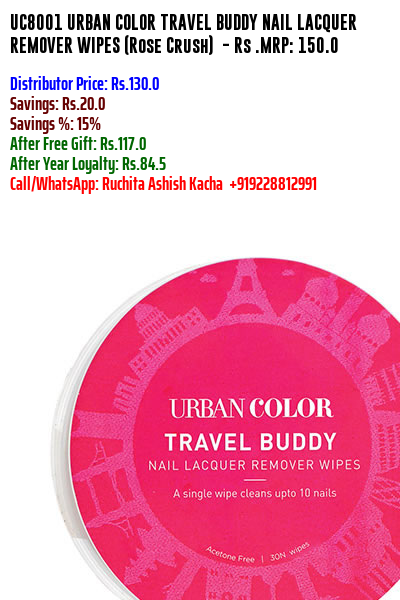 UC8001 URBAN COLOR TRAVEL BUDDY NAIL LACQUER
REMOVER WIPES (ROSE CRUSH) - RS .MRP: 150.0
Distributor Price: Rs.130.0
Savings: Rs.20.0
Savings %: 15%
After Free Gift: Rs.117.0
After Year Loyalty: Rs.84.5
Call/WhatsApp: Ruchita Ashish Kacha +919228812991
URBAN COLOR
TRAVEL BUDDY
NAIL LACQUER REMOVER WIPES
A single wipe cleans upto 10 nails
Acetone Free | 30N wipes